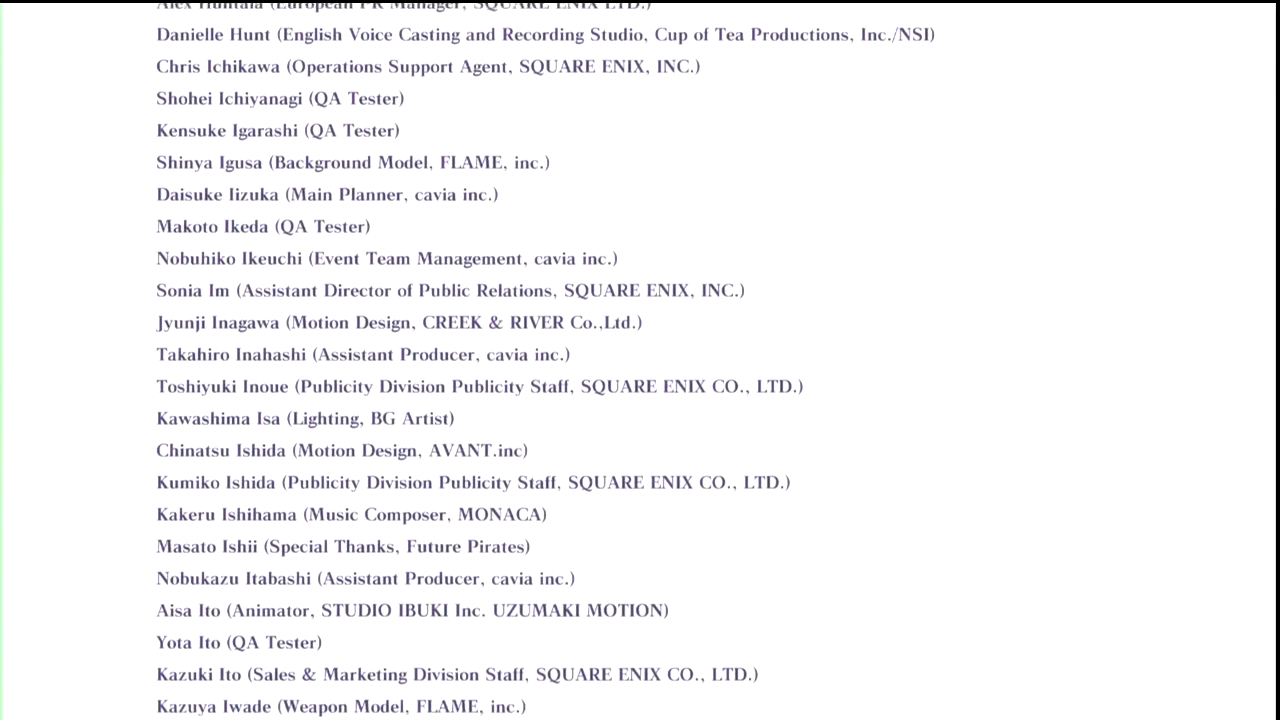 Alex Huntala (European PR Manager, SQUARE ENIX LTD.)
Danielle Hunt (English Voice Casting and Recording Studio, Cup of Tea Productions, Inc./NSI)
Chris Ichikawa (Operations Support Agent, SQUARE ENIX, INC.)
Shohei Ichiyanagi (QA Tester)
Kensuke Igarashi (QA Tester)
Shinya Igusa (Background Model, FLAME, inc.)
Daisuke Iizuka (Main Planner, cavia inc.)
Makoto Ikeda (QA Tester)
Nobuhiko Ikeuchi (Event Team Management, cavia inc.)
Sonia Im (Assistant Director of Public Relations, SQUARE ENIX, INC.)
Jyunji Inagawa (Motion Design, CREEK & RIVER Co.,Ltd.)
Takahiro Inahashi (Assistant Producer, cavia inc.)
Toshiyuki Inoue (Publicity Division Publicity Staff, SQUARE ENIX CO., LTD.)
Kawashima Isa (Lighting, BG Artist)
Chinatsu Ishida (Motion Design, AVANT.inc)
Kumiko Ishida (Publicity Division Publicity Staff, SQUARE ENIX CO., LTD.)
Kakeru Ishihama (Music Composer, MONACA)
Masato Ishii (Special Thanks, Future Pirates)
Nobukazu Itabashi (Assistant Producer, cavia inc.)
Aisa Ito (Animator, STUDIO IBUKI Inc. UZUMAKI MOTION)
Yota Ito (QA Tester)
Kazuki Ito (Sales & Marketing Division Staff, SQUARE ENIX CO., LTD.)
Kazuya Iwade (Weapon Model, FLAME, inc.)